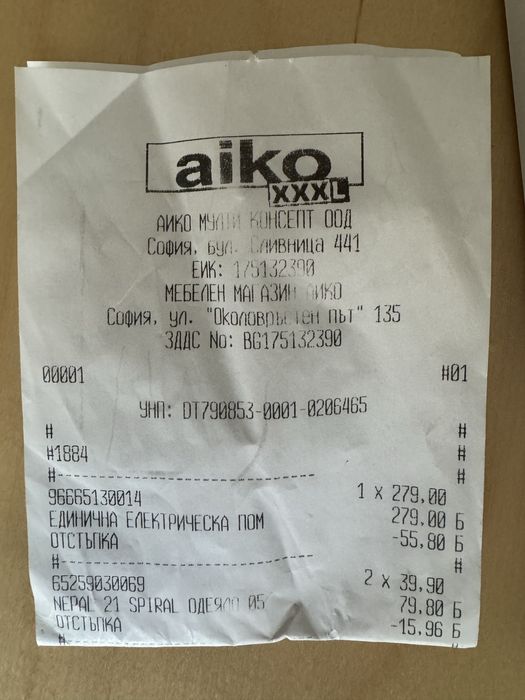 aiko
XXXL
АИКО МУЛТИ КОНСЕПТ ООД
София, бул. Сливница 441
ЕИК: 175132390
МЕБЕЛЕН МАГАЗИН АИКО
София, ул. "Околовръстен път" 135
ЗДДС No: BG175132390
00001 #01
УНП: DT790853-0001-0206465
# #
#1884 #
#------------------------------ #
96665130014 1 x 279,00
ЕДИНИЧНА ЕЛЕКТРИЧЕСКА ПОМ 279,00 Б
ОТСТЪПКА -55,80 Б
#------------------------------ #
65259030069 2 x 39,90
NEPAL 21 SPIRAL ОДЕЯЛО 05 79,80 Б
ОТСТЪПКА -15,96 Б